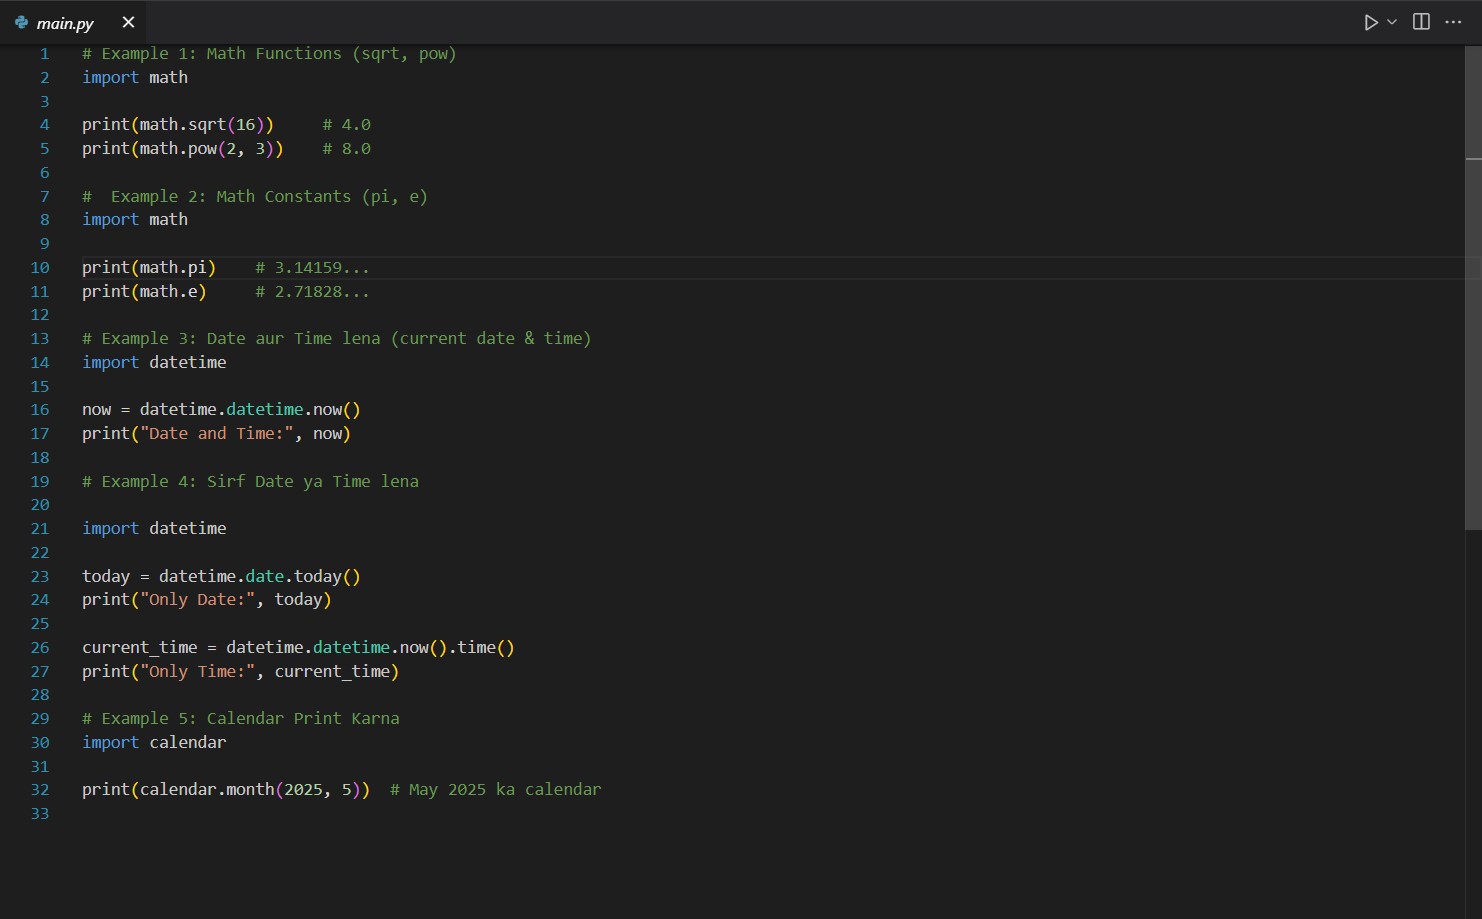 main.py
1 # Example 1: Math Functions (sqrt, pow)
2 import math
3
4 print(math.sqrt(16))     # 4.0
5 print(math.pow(2, 3))    # 8.0
6
7 #  Example 2: Math Constants (pi, e)
8 import math
9
10 print(math.pi)    # 3.14159...
11 print(math.e)     # 2.71828...
12
13 # Example 3: Date aur Time lena (current date & time)
14 import datetime
15
16 now = datetime.datetime.now()
17 print("Date and Time:", now)
18
19 # Example 4: Sirf Date ya Time lena
20
21 import datetime
22
23 today = datetime.date.today()
24 print("Only Date:", today)
25
26 current_time = datetime.datetime.now().time()
27 print("Only Time:", current_time)
28
29 # Example 5: Calendar Print Karna
30 import calendar
31
32 print(calendar.month(2025, 5))  # May 2025 ka calendar
33